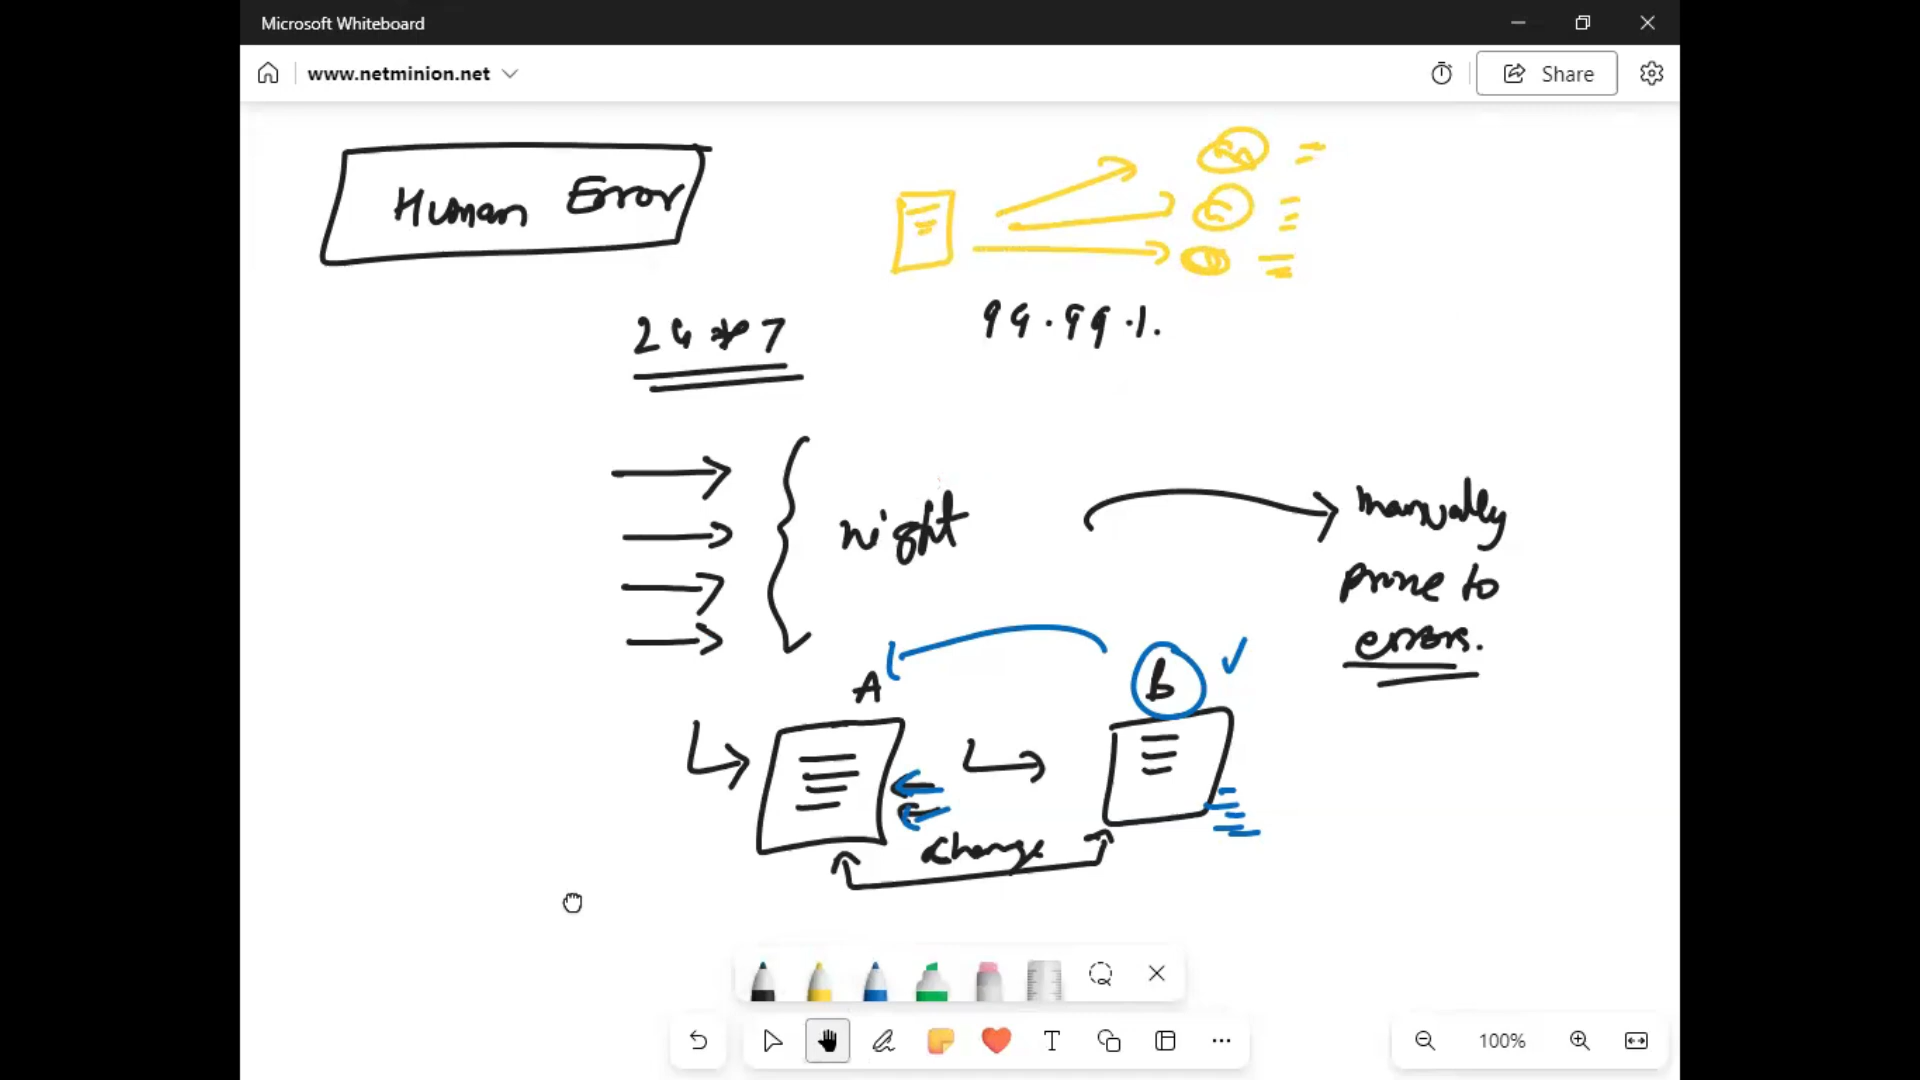 Microsoft Whiteboard
www.netminion.net
Share
Human Error
24*7
99.99%
night
manually
prone to
errors.
A
B
change
T
100%